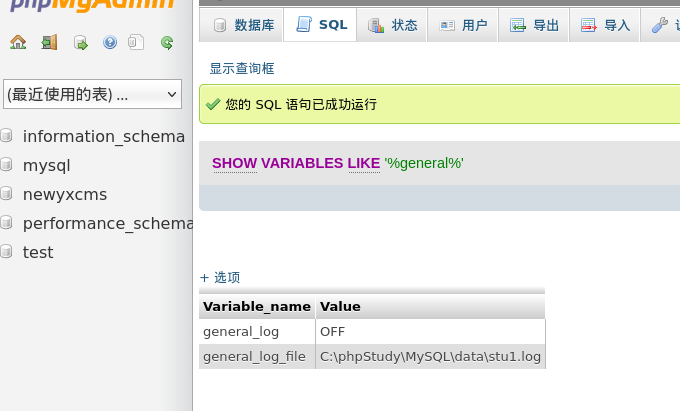 phpMyAdmin
数据库 SQL 状态 用户 导出 导入
(最近使用的表) ...
information_schema
mysql
newyxcms
performance_schema
test
显示查询框
您的 SQL 语句已成功运行
SHOW VARIABLES LIKE '%general%'
+ 选项
Variable_name Value
general_log OFF
general_log_file C:\phpStudy\MySQL\data\stu1.log